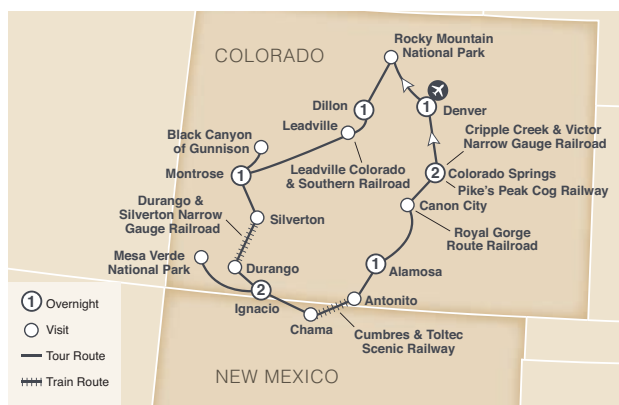 COLORADO
Rocky Mountain
National Park
Dillon
1
1
Denver
Leadville
Black Canyon
of Gunnison
Cripple Creek & Victor
Narrow Gauge Railroad
Leadville Colorado
& Southern Railroad
2
Colorado Springs
Pike's Peak Cog Railway
Montrose
1
Canon City
Durango &
Silverton Narrow
Gauge Railroad
Silverton
Royal Gorge
Route Railroad
Mesa Verde
National Park
Durango
1
Alamosa
2
Ignacio
Antonito
Chama
Cumbres & Toltec
Scenic Railway
NEW MEXICO
1 Overnight
Visit
Tour Route
Train Route